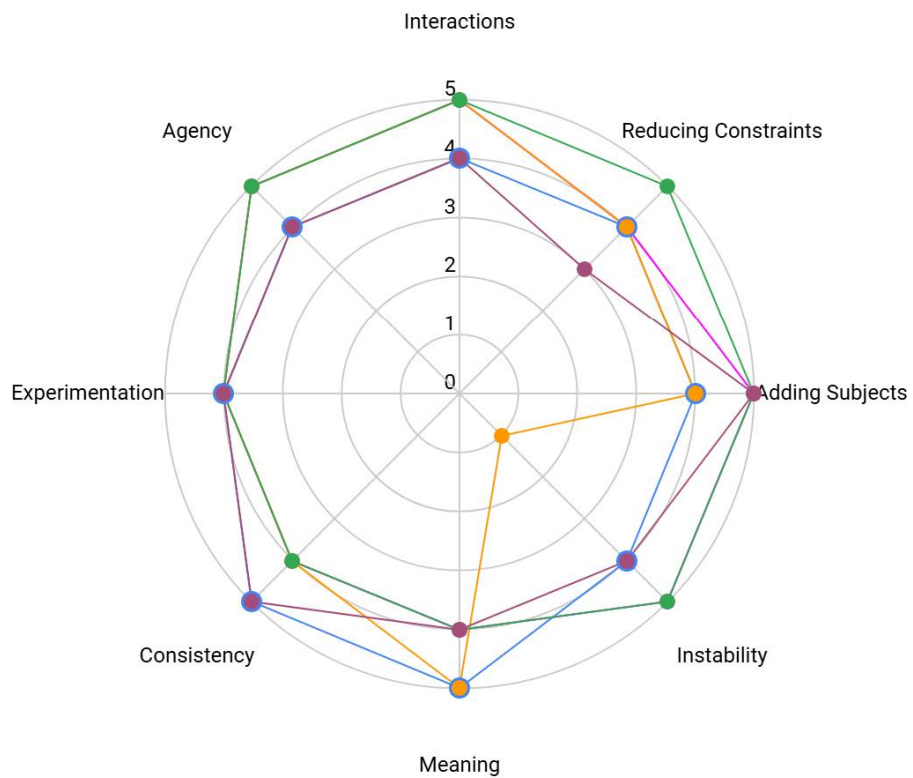 Interactions
5
Agency
Reducing Constraints
4
3
2
1
0
Experimentation
Adding Subjects
Consistency
Instability
Meaning